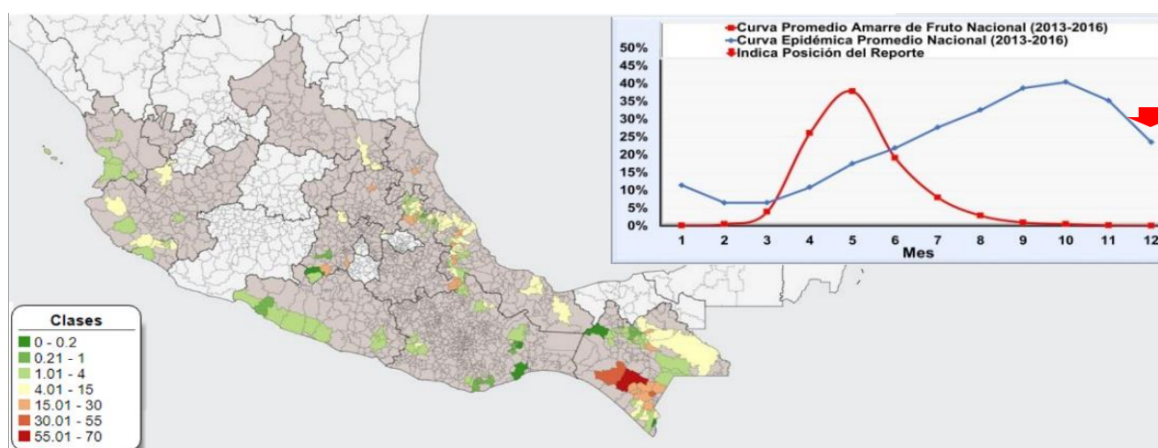 Curva Promedio Amarre de Fruto Nacional (2013-2016)
Curva Epidémica Promedio Nacional (2013-2016)
Indica Posición del Reporte
50%
45%
40%
35%
30%
25%
20%
15%
10%
5%
0%
1 2 3 4 5 6 7 8 9 10 11 12
Mes
Clases
0 - 0.2
0.21 - 1
1.01 - 4
4.01 - 15
15.01 - 30
30.01 - 55
55.01 - 70